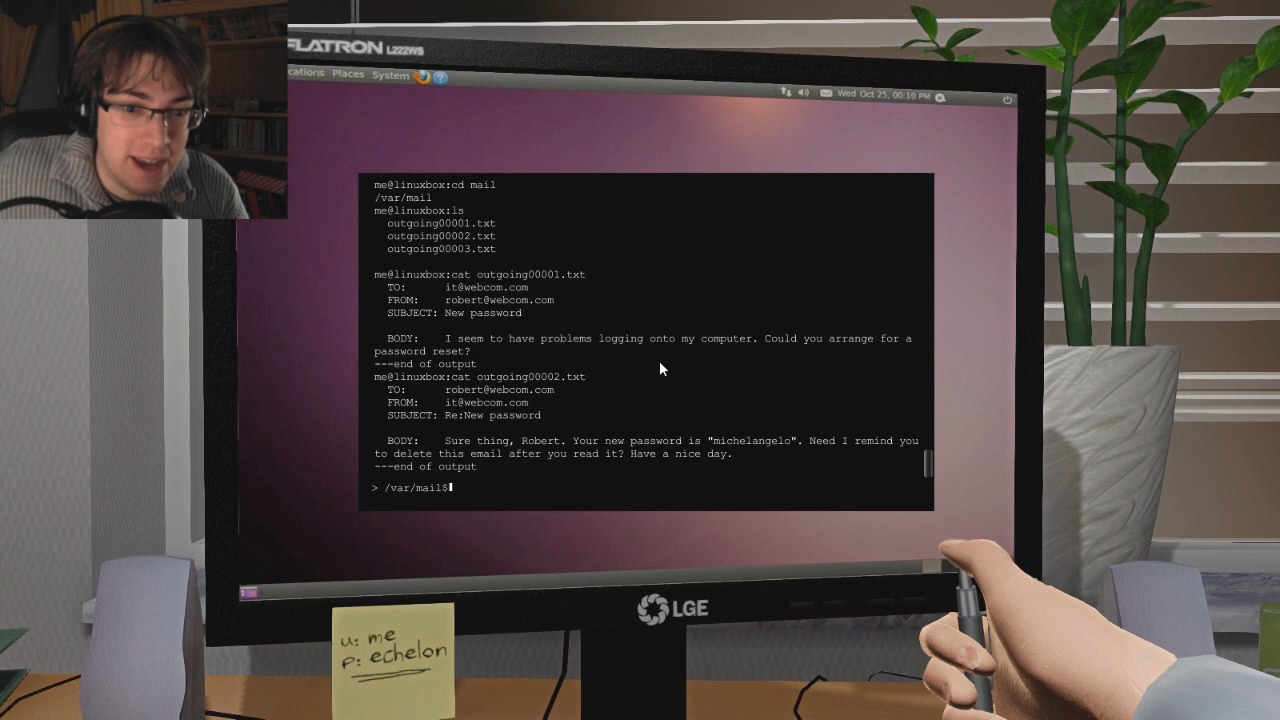 FLATRON L222WS
cations Places System
Wed Oct 25, 00:10 PM
me@linuxbox:cd mail
/var/mail
me@linuxbox:ls
outgoing00001.txt
outgoing00002.txt
outgoing00003.txt
me@linuxbox:cat outgoing00001.txt
TO: it@webcom.com
FROM: robert@webcom.com
SUBJECT: New password
BODY: I seem to have problems logging onto my computer. Could you arrange for a
password reset?
---end of output
me@linuxbox:cat outgoing00002.txt
TO: robert@webcom.com
FROM: it@webcom.com
SUBJECT: Re:New password
BODY: Sure thing, Robert. Your new password is "michelangelo". Need I remind you
to delete this email after you read it? Have a nice day.
---end of output
> /var/mail$
LGE
u: me
p: echelon